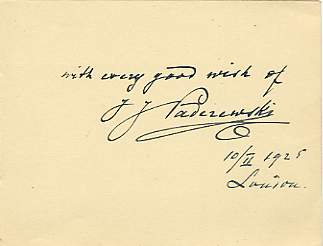 with every good wish of
I J Paderewski
10/II 1925
London.